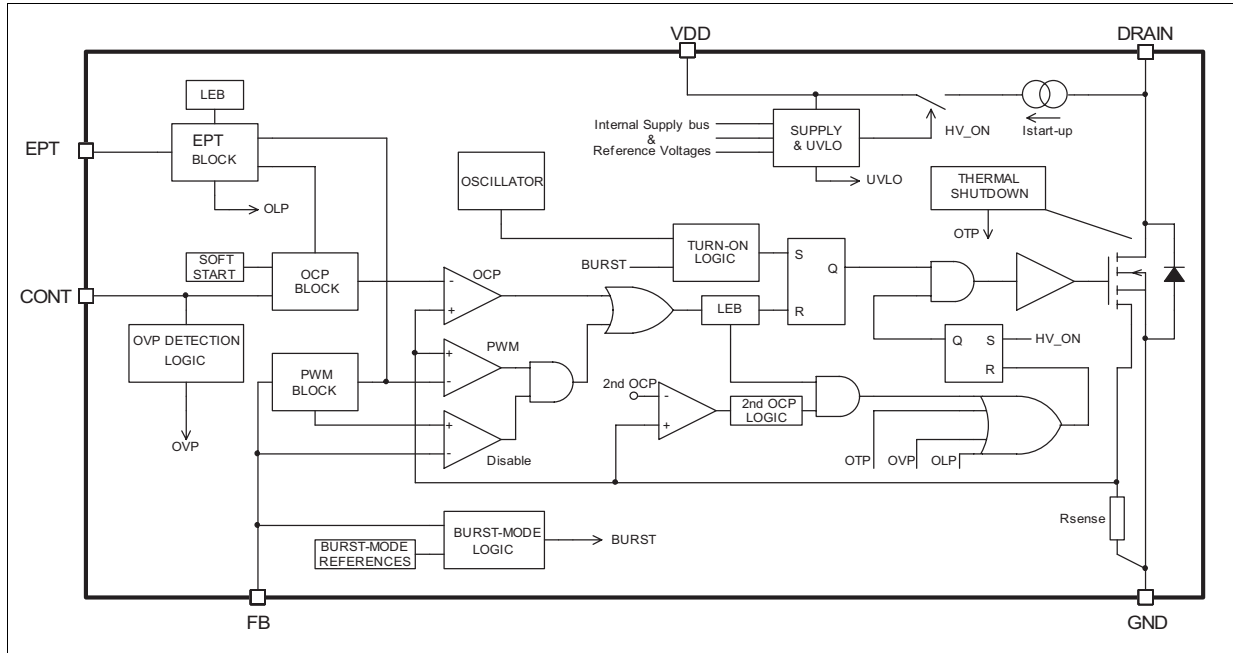 VDD
DRAIN
LEB
EPT
EPT
BLOCK
OLP
Internal Supply bus
&
Reference Voltages
SUPPLY
& UVLO
HV_ON
Istart-up
UVLO
OSCILLATOR
THERMAL
SHUTDOWN
OTP
SOFT
START
OCP
BLOCK
CONT
OCP
-
+
BURST
TURN-ON
LOGIC
S
Q
R
LEB
OVP DETECTION
LOGIC
OVP
PWM
BLOCK
+
PWM
-
+
Disable
-
2nd OCP
-
+
2nd OCP
LOGIC
Q
S
R
HV_ON
OTP
OVP
OLP
Rsense
BURST-MODE
REFERENCES
BURST-MODE
LOGIC
BURST
FB
GND